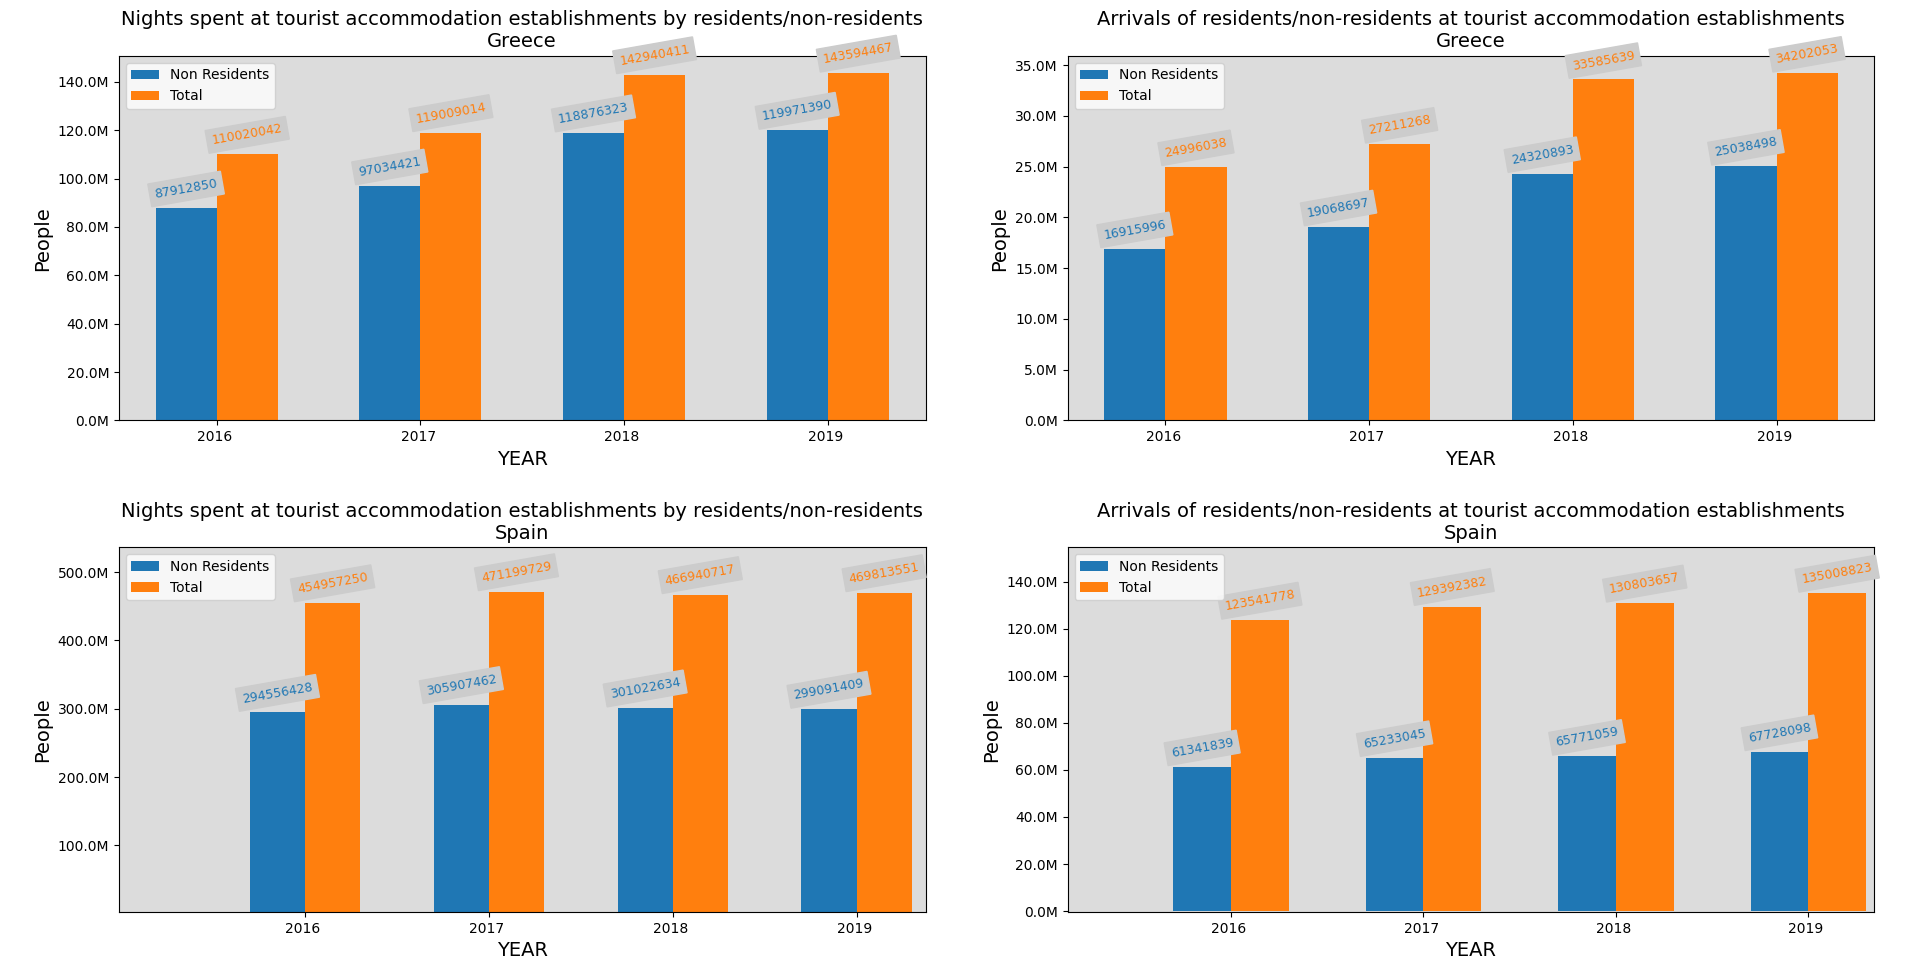 Nights spent at tourist accommodation establishments by residents/non-residents
Greece
Non Residents
Total
140.0M
120.0M
100.0M
80.0M
60.0M
40.0M
20.0M
0.0M
People
87912850
110020042
97034421
119009014
118876323
142940411
119971390
143594467
2016
2017
2018
2019
YEAR
Arrivals of residents/non-residents at tourist accommodation establishments
Greece
Non Residents
Total
35.0M
30.0M
25.0M
20.0M
15.0M
10.0M
5.0M
0.0M
People
16915996
24996038
19068697
27211268
24320893
33585639
25038498
34202053
2016
2017
2018
2019
YEAR
Nights spent at tourist accommodation establishments by residents/non-residents
Spain
Non Residents
Total
500.0M
400.0M
300.0M
200.0M
100.0M
People
294556428
454957250
305907462
471199729
301022634
466940717
299091409
469813551
2016
2017
2018
2019
YEAR
Arrivals of residents/non-residents at tourist accommodation establishments
Spain
Non Residents
Total
140.0M
120.0M
100.0M
80.0M
60.0M
40.0M
20.0M
0.0M
People
61341839
123541778
65233045
129392382
65771059
130803657
67728098
135008823
2016
2017
2018
2019
YEAR